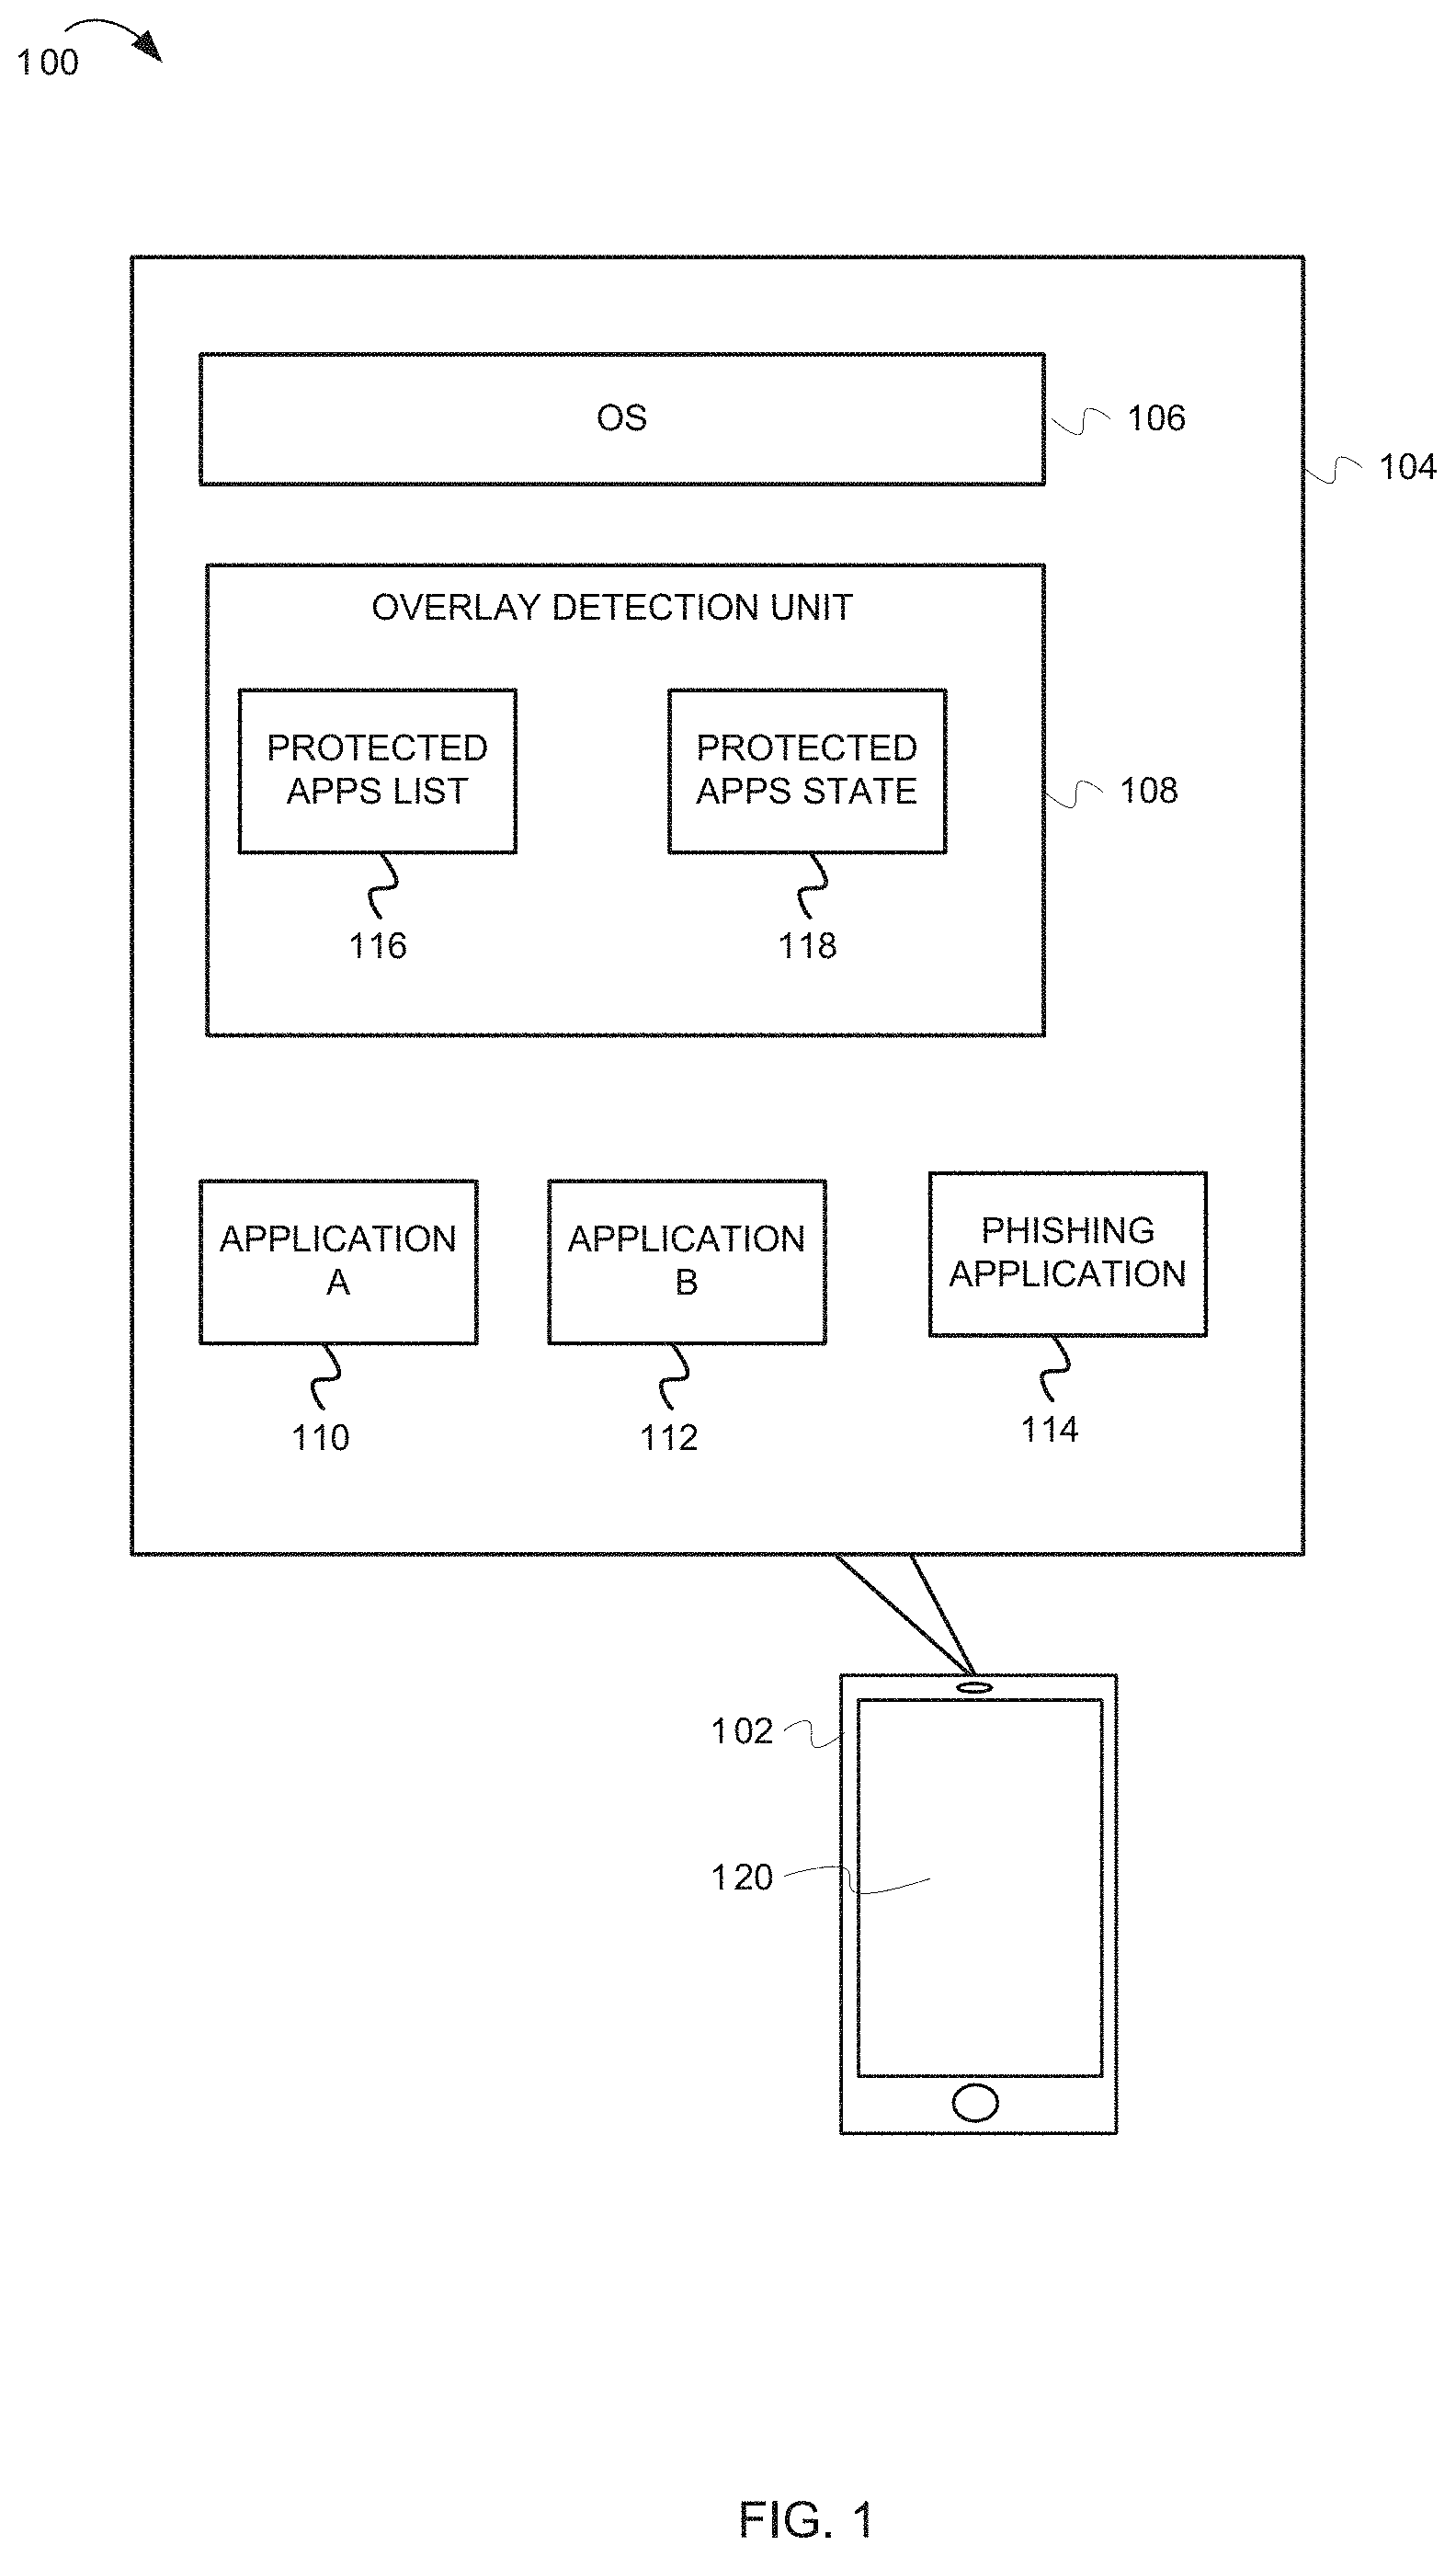 100
OS
106
104
OVERLAY DETECTION UNIT
PROTECTED
APPS LIST
PROTECTED
APPS STATE
108
116
118
APPLICATION
A
APPLICATION
B
PHISHING
APPLICATION
110
112
114
102
120
FIG. 1